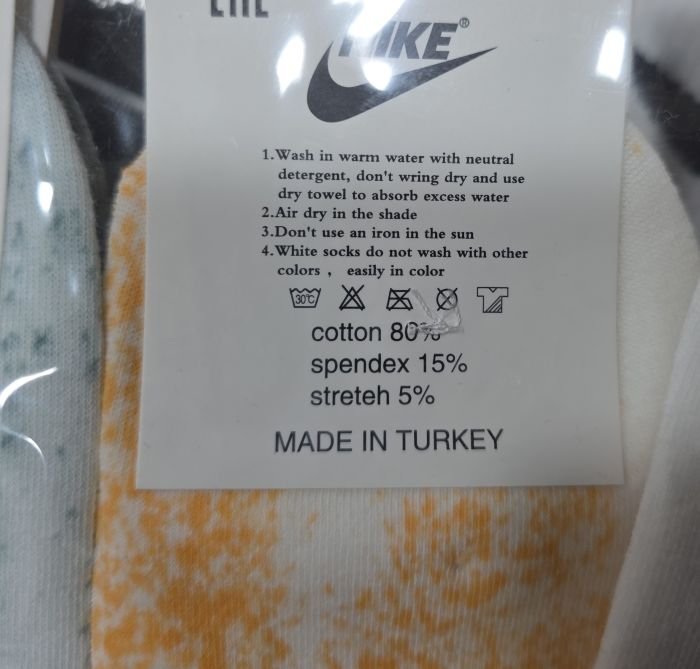 NIKE®
1.Wash in warm water with neutral
detergent, don't wring dry and use
dry towel to absorb excess water
2.Air dry in the shade
3.Don't use an iron in the sun
4.White socks do not wash with other
colors , easily in color
30°C
cotton 80%
spendex 15%
streteh 5%
MADE IN TURKEY